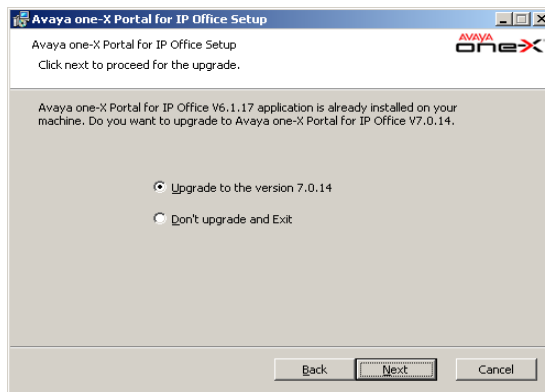 Avaya one-X Portal for IP Office Setup
Avaya one-X Portal for IP Office Setup
Click next to proceed for the upgrade.
AVAYA
one-X
Avaya one-X Portal for IP Office V6.1.17 application is already installed on your
machine. Do you want to upgrade to Avaya one-X Portal for IP Office V7.0.14.
Upgrade to the version 7.0.14
Don't upgrade and Exit
Back Next Cancel